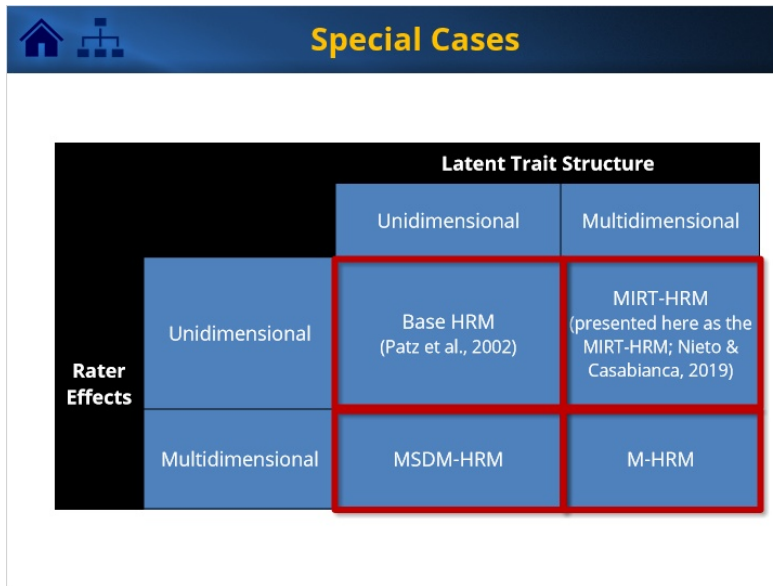 Special Cases
Latent Trait Structure
Unidimensional
Multidimensional
Rater
Effects
Unidimensional
Base HRM
(Patz et al., 2002)
MIRT-HRM
(presented here as the
MIRT-HRM; Nieto &
Casabianca, 2019)
Multidimensional
MSDM-HRM
M-HRM